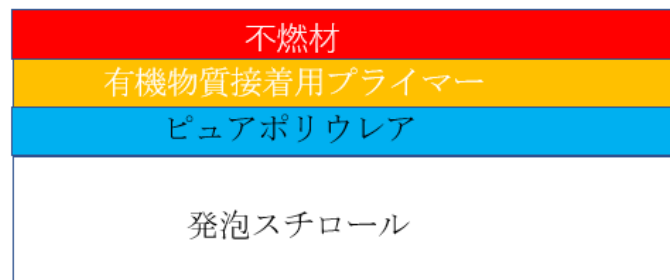 不燃材
有機物質接着用プライマー
ピュアポリウレア
発泡スチロール